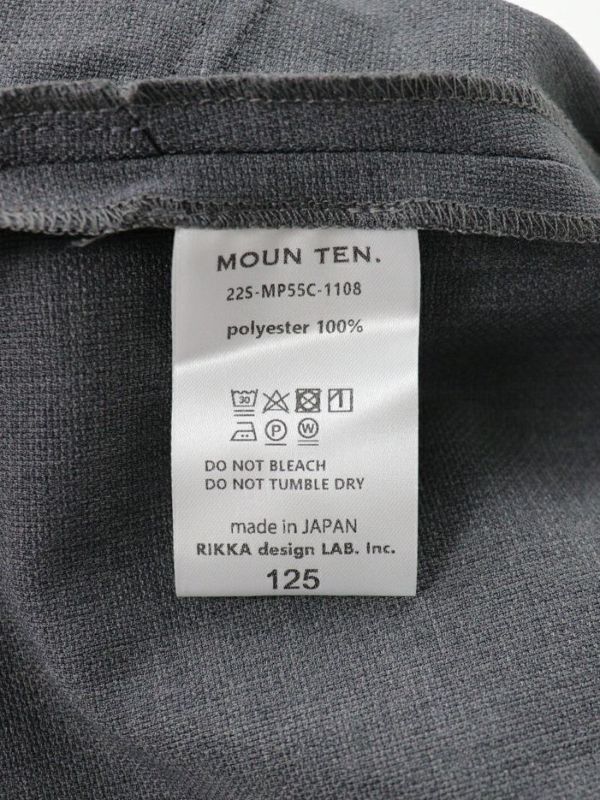 MOUN TEN.
22S-MP55C-1108
polyester 100%
30
P W
DO NOT BLEACH
DO NOT TUMBLE DRY
made in JAPAN
RIKKA design LAB. Inc.
125